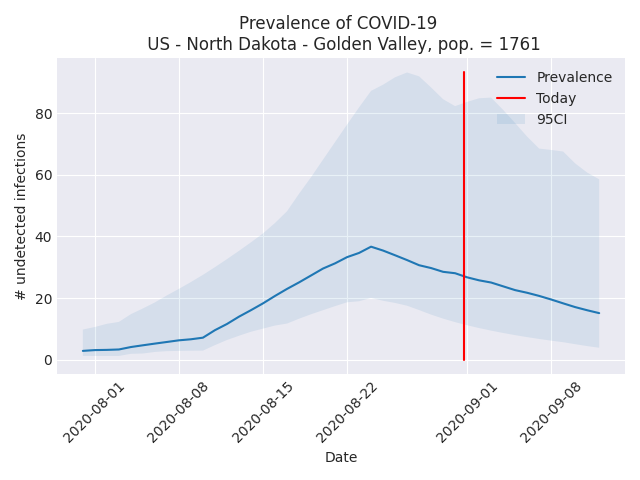 Prevalence of COVID-19
US - North Dakota - Golden Valley, pop. = 1761
Prevalence
Today
95CI
# undetected infections
80
60
40
20
0
2020-08-01
2020-08-08
2020-08-15
2020-08-22
2020-09-01
2020-09-08
Date